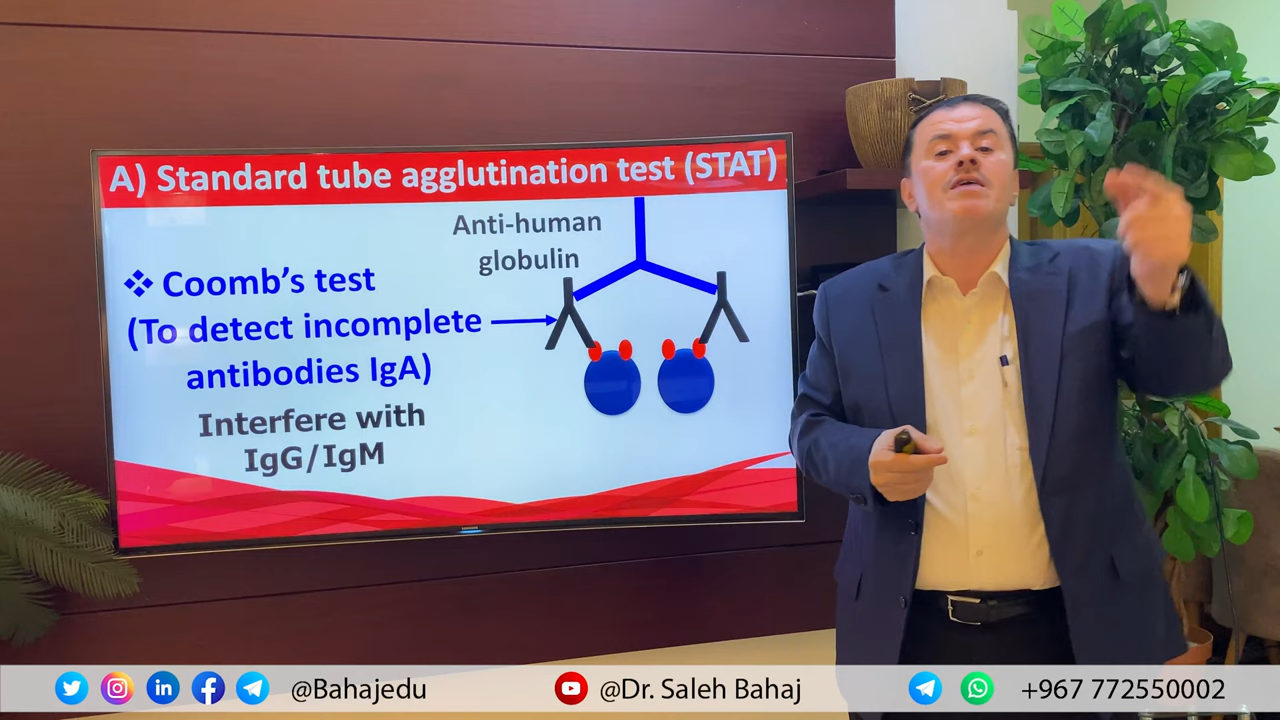 A) Standard tube agglutination test (STAT)
Anti-human
globulin
❖ Coomb's test
(To detect incomplete
antibodies IgA)
Interfere with
IgG/IgM
@Bahajedu
@Dr. Saleh Bahaj
+967 772550002